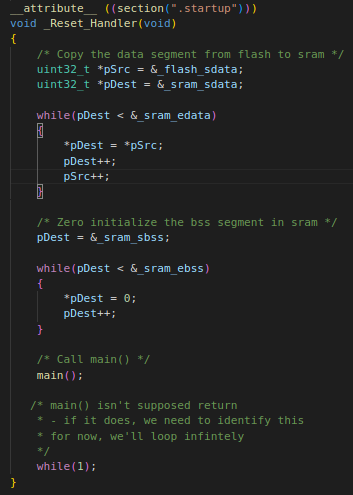 __attribute__ ((section(".startup")))
void _Reset_Handler(void)
{
    /* Copy the data segment from flash to sram */
    uint32_t *pSrc = &_flash_sdata;
    uint32_t *pDest = &_sram_sdata;

    while(pDest < &_sram_edata)
    {
        *pDest = *pSrc;
        pDest++;
        pSrc++;
    }

    /* Zero initialize the bss segment in sram */
    pDest = &_sram_sbss;

    while(pDest < &_sram_ebss)
    {
        *pDest = 0;
        pDest++;
    }

    /* Call main() */
    main();

   /* main() isn't supposed return
    * - if it does, we need to identify this
    * for now, we'll loop infintely
    */
    while(1);
}